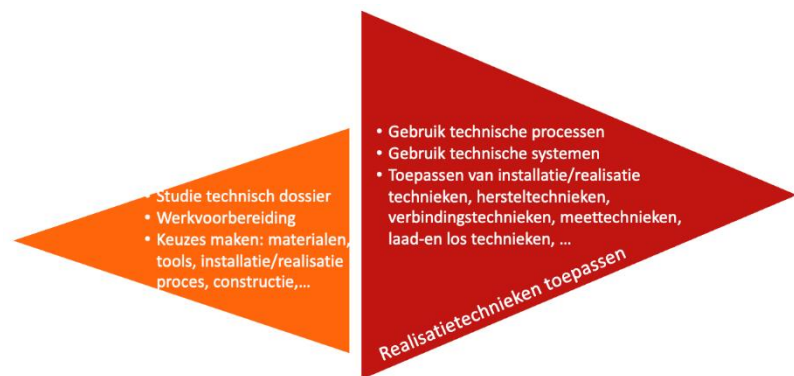 • Studie technisch dossier
• Werkvoorbereiding
• Keuzes maken: materialen,
tools, installatie/realisatie
proces, constructie,...
• Gebruik technische processen
• Gebruik technische systemen
• Toepassen van installatie/realisatie
technieken, hersteltechnieken,
verbindingstechnieken, meettechnieken,
laad-en los technieken, ...
Realisatietechnieken toepassen